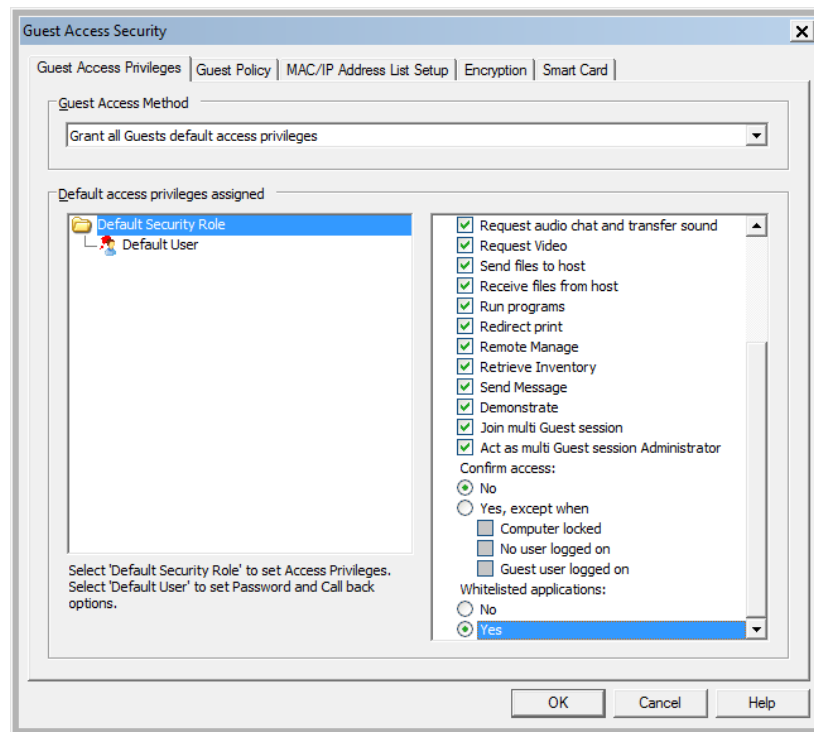 Guest Access Security
Guest Access Privileges Guest Policy MAC/IP Address List Setup Encryption Smart Card
Guest Access Method
Grant all Guests default access privileges
Default access privileges assigned
Default Security Role
Default User
Select 'Default Security Role' to set Access Privileges.
Select 'Default User' to set Password and Call back
options.
Request audio chat and transfer sound
Request Video
Send files to host
Receive files from host
Run programs
Redirect print
Remote Manage
Retrieve Inventory
Send Message
Demonstrate
Join multi Guest session
Act as multi Guest session Administrator
Confirm access:
No
Yes, except when
Computer locked
No user logged on
Guest user logged on
Whitelisted applications:
No
Yes
OK Cancel Help